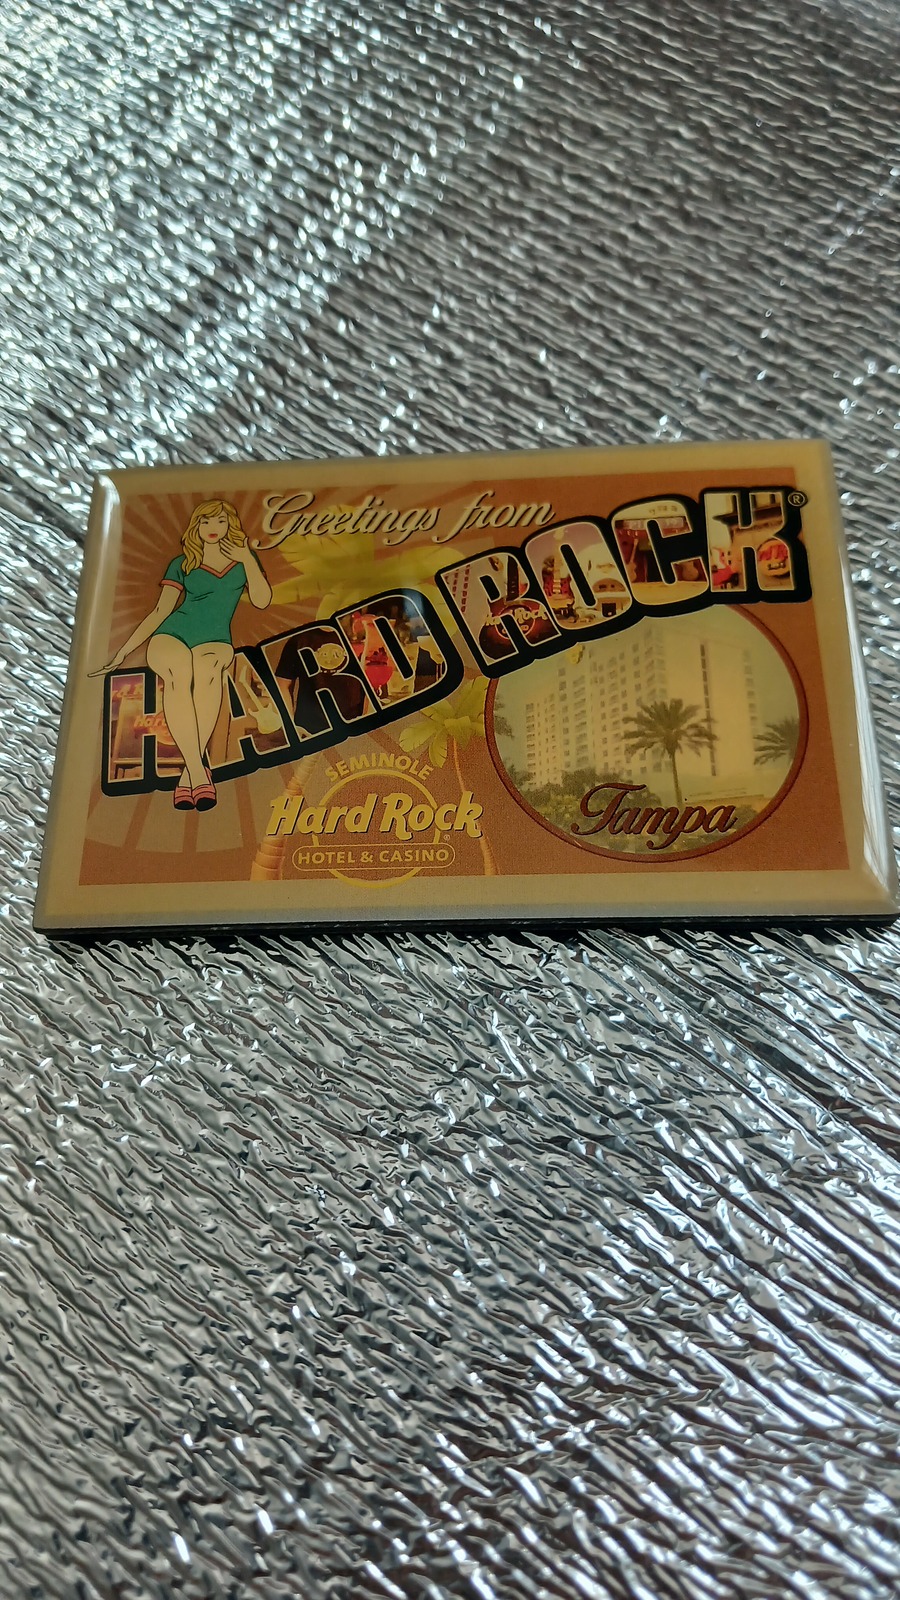 Greetings from
HARD ROCK®
SEMINOLE
Hard Rock®
HOTEL & CASINO
Tampa